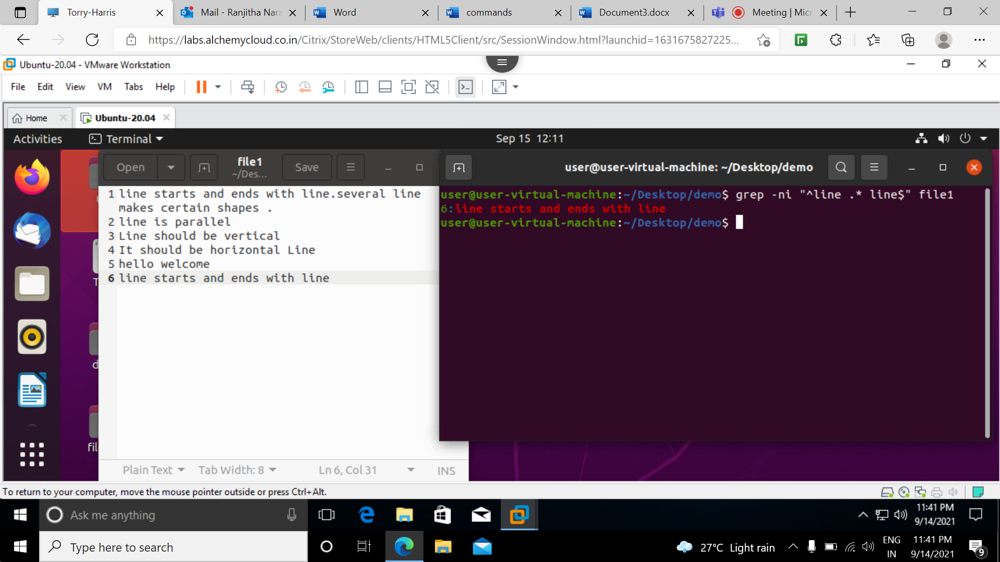 Torry-Harris
Mail - Ranjitha Nara
Word
commands
Document3.docx
Meeting | Micr
https://labs.alchemycloud.co.in/Citrix/StoreWeb/clients/HTML5Client/src/SessionWindow.html?launchid=1631675827225...
Ubuntu-20.04 - VMware Workstation
File Edit View VM Tabs Help
Home
Ubuntu-20.04
Activities
Terminal
Sep 15 12:11
Open
file1
~/Des...
Save
1 line starts and ends with line.several line
makes certain shapes .
2 line is parallel
3 Line should be vertical
4 It should be horizontal Line
5 hello welcome
6 line starts and ends with line
Plain Text
Tab Width: 8
Ln 6, Col 31
INS
user@user-virtual-machine: ~/Desktop/demo
user@user-virtual-machine:~/Desktop/demo$ grep -ni "^line .* line$" file1
6:line starts and ends with line
user@user-virtual-machine:~/Desktop/demo$
fil
To return to your computer, move the mouse pointer outside or press Ctrl+Alt.
Ask me anything
11:41 PM
9/14/2021
Type here to search
27°C Light rain
ENG
IN
11:41 PM
9/14/2021
9